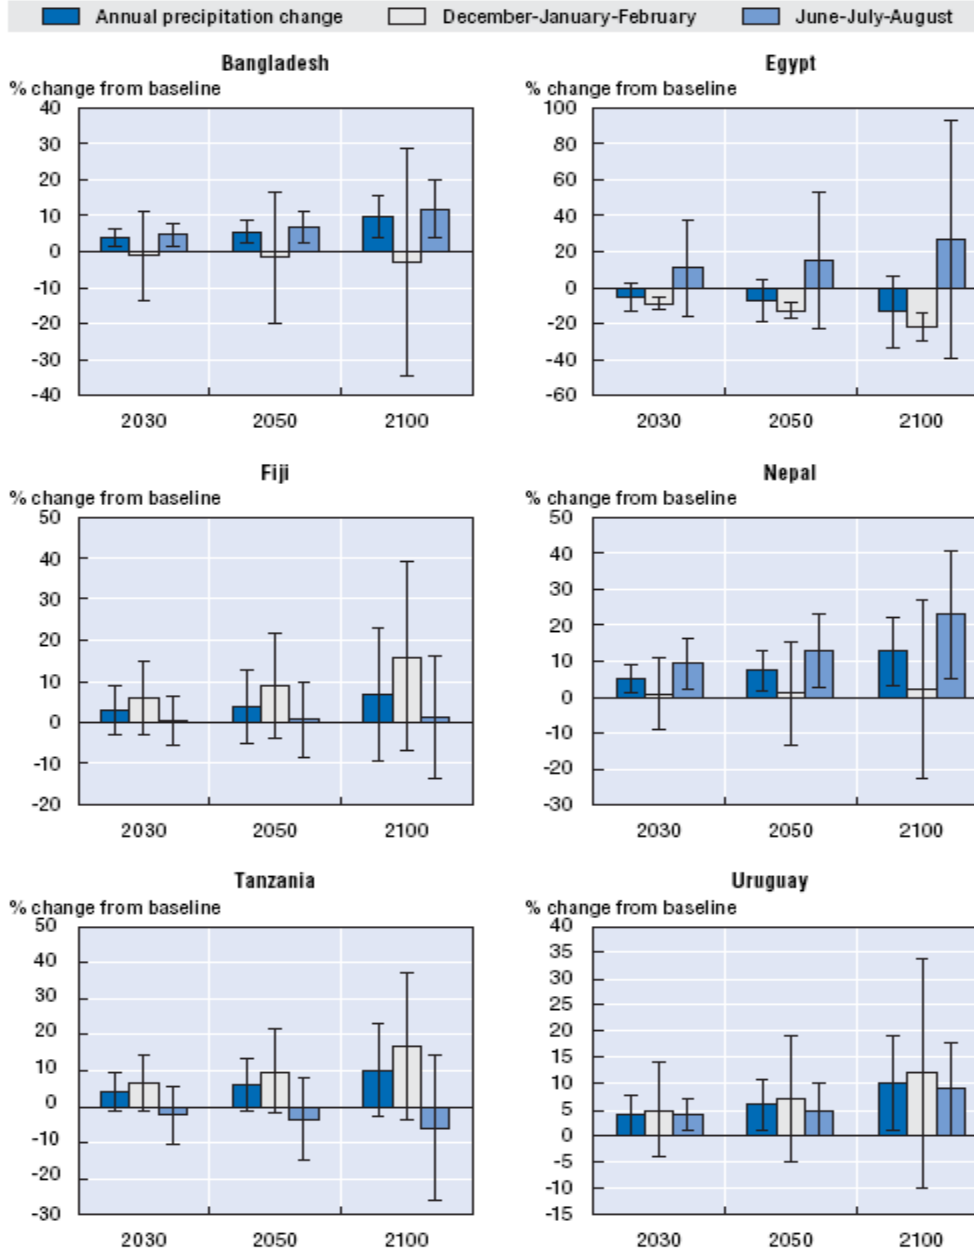 Annual precipitation change December-January-February June-July-August
Bangladesh
% change from baseline
40
30
20
10
0
-10
-20
-30
-40
2030 2050 2100
Egypt
% change from baseline
100
80
60
40
20
0
-20
-40
-60
2030 2050 2100
Fiji
% change from baseline
50
40
30
20
10
0
-10
-20
2030 2050 2100
Nepal
% change from baseline
50
40
30
20
10
0
-10
-20
-30
2030 2050 2100
Tanzania
% change from baseline
50
40
30
20
10
0
-10
-20
-30
2030 2050 2100
Uruguay
% change from baseline
40
35
30
25
20
15
10
5
0
-5
-10
-15
2030 2050 2100